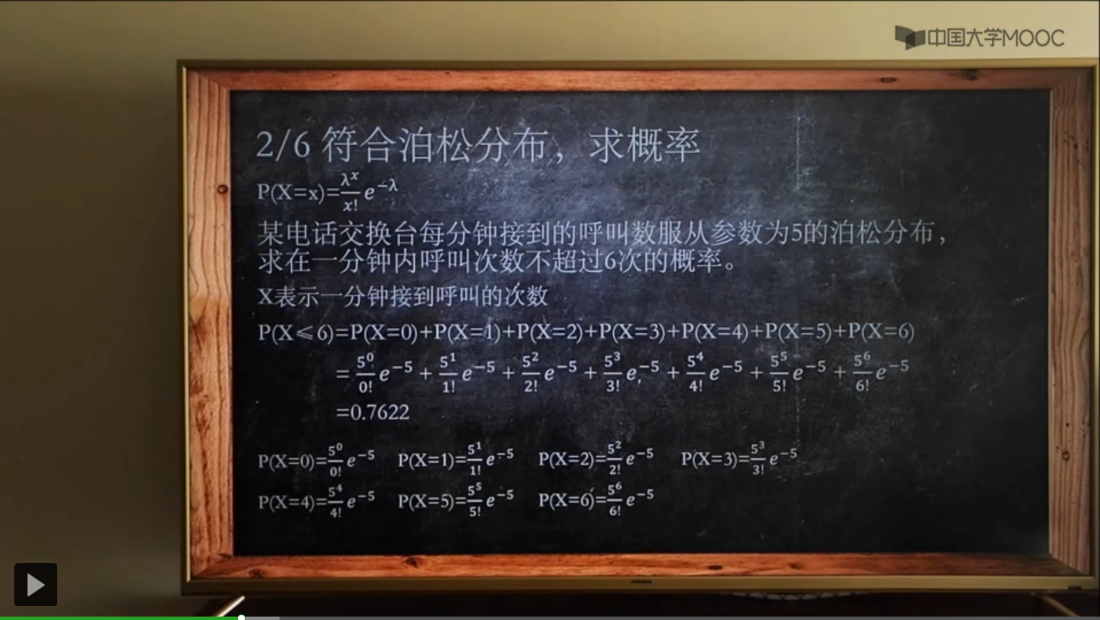 中国大学MOOC
2/6 符合泊松分布，求概率
P(X=x)=\frac{λ^x}{x!}e^{-λ}
某电话交换台每分钟接到的呼叫数服从参数为5的泊松分布，
求在一分钟内呼叫次数不超过6次的概率。
X表示一分钟接到呼叫的次数
P(X⩽6)=P(X=0)+P(X=1)+P(X=2)+P(X=3)+P(X=4)+P(X=5)+P(X=6)
=\frac{5^0}{0!}e^{-5}+\frac{5^1}{1!}e^{-5}+\frac{5^2}{2!}e^{-5}+\frac{5^3}{3!}e^{-5}+\frac{5^4}{4!}e^{-5}+\frac{5^5}{5!}e^{-5}+\frac{5^6}{6!}e^{-5}
=0.7622
P(X=0)=\frac{5^0}{0!}e^{-5} P(X=1)=\frac{5^1}{1!}e^{-5} P(X=2)=\frac{5^2}{2!}e^{-5} P(X=3)=\frac{5^3}{3!}e^{-5}
P(X=4)=\frac{5^4}{4!}e^{-5} P(X=5)=\frac{5^5}{5!}e^{-5} P(X=6)=\frac{5^6}{6!}e^{-5}